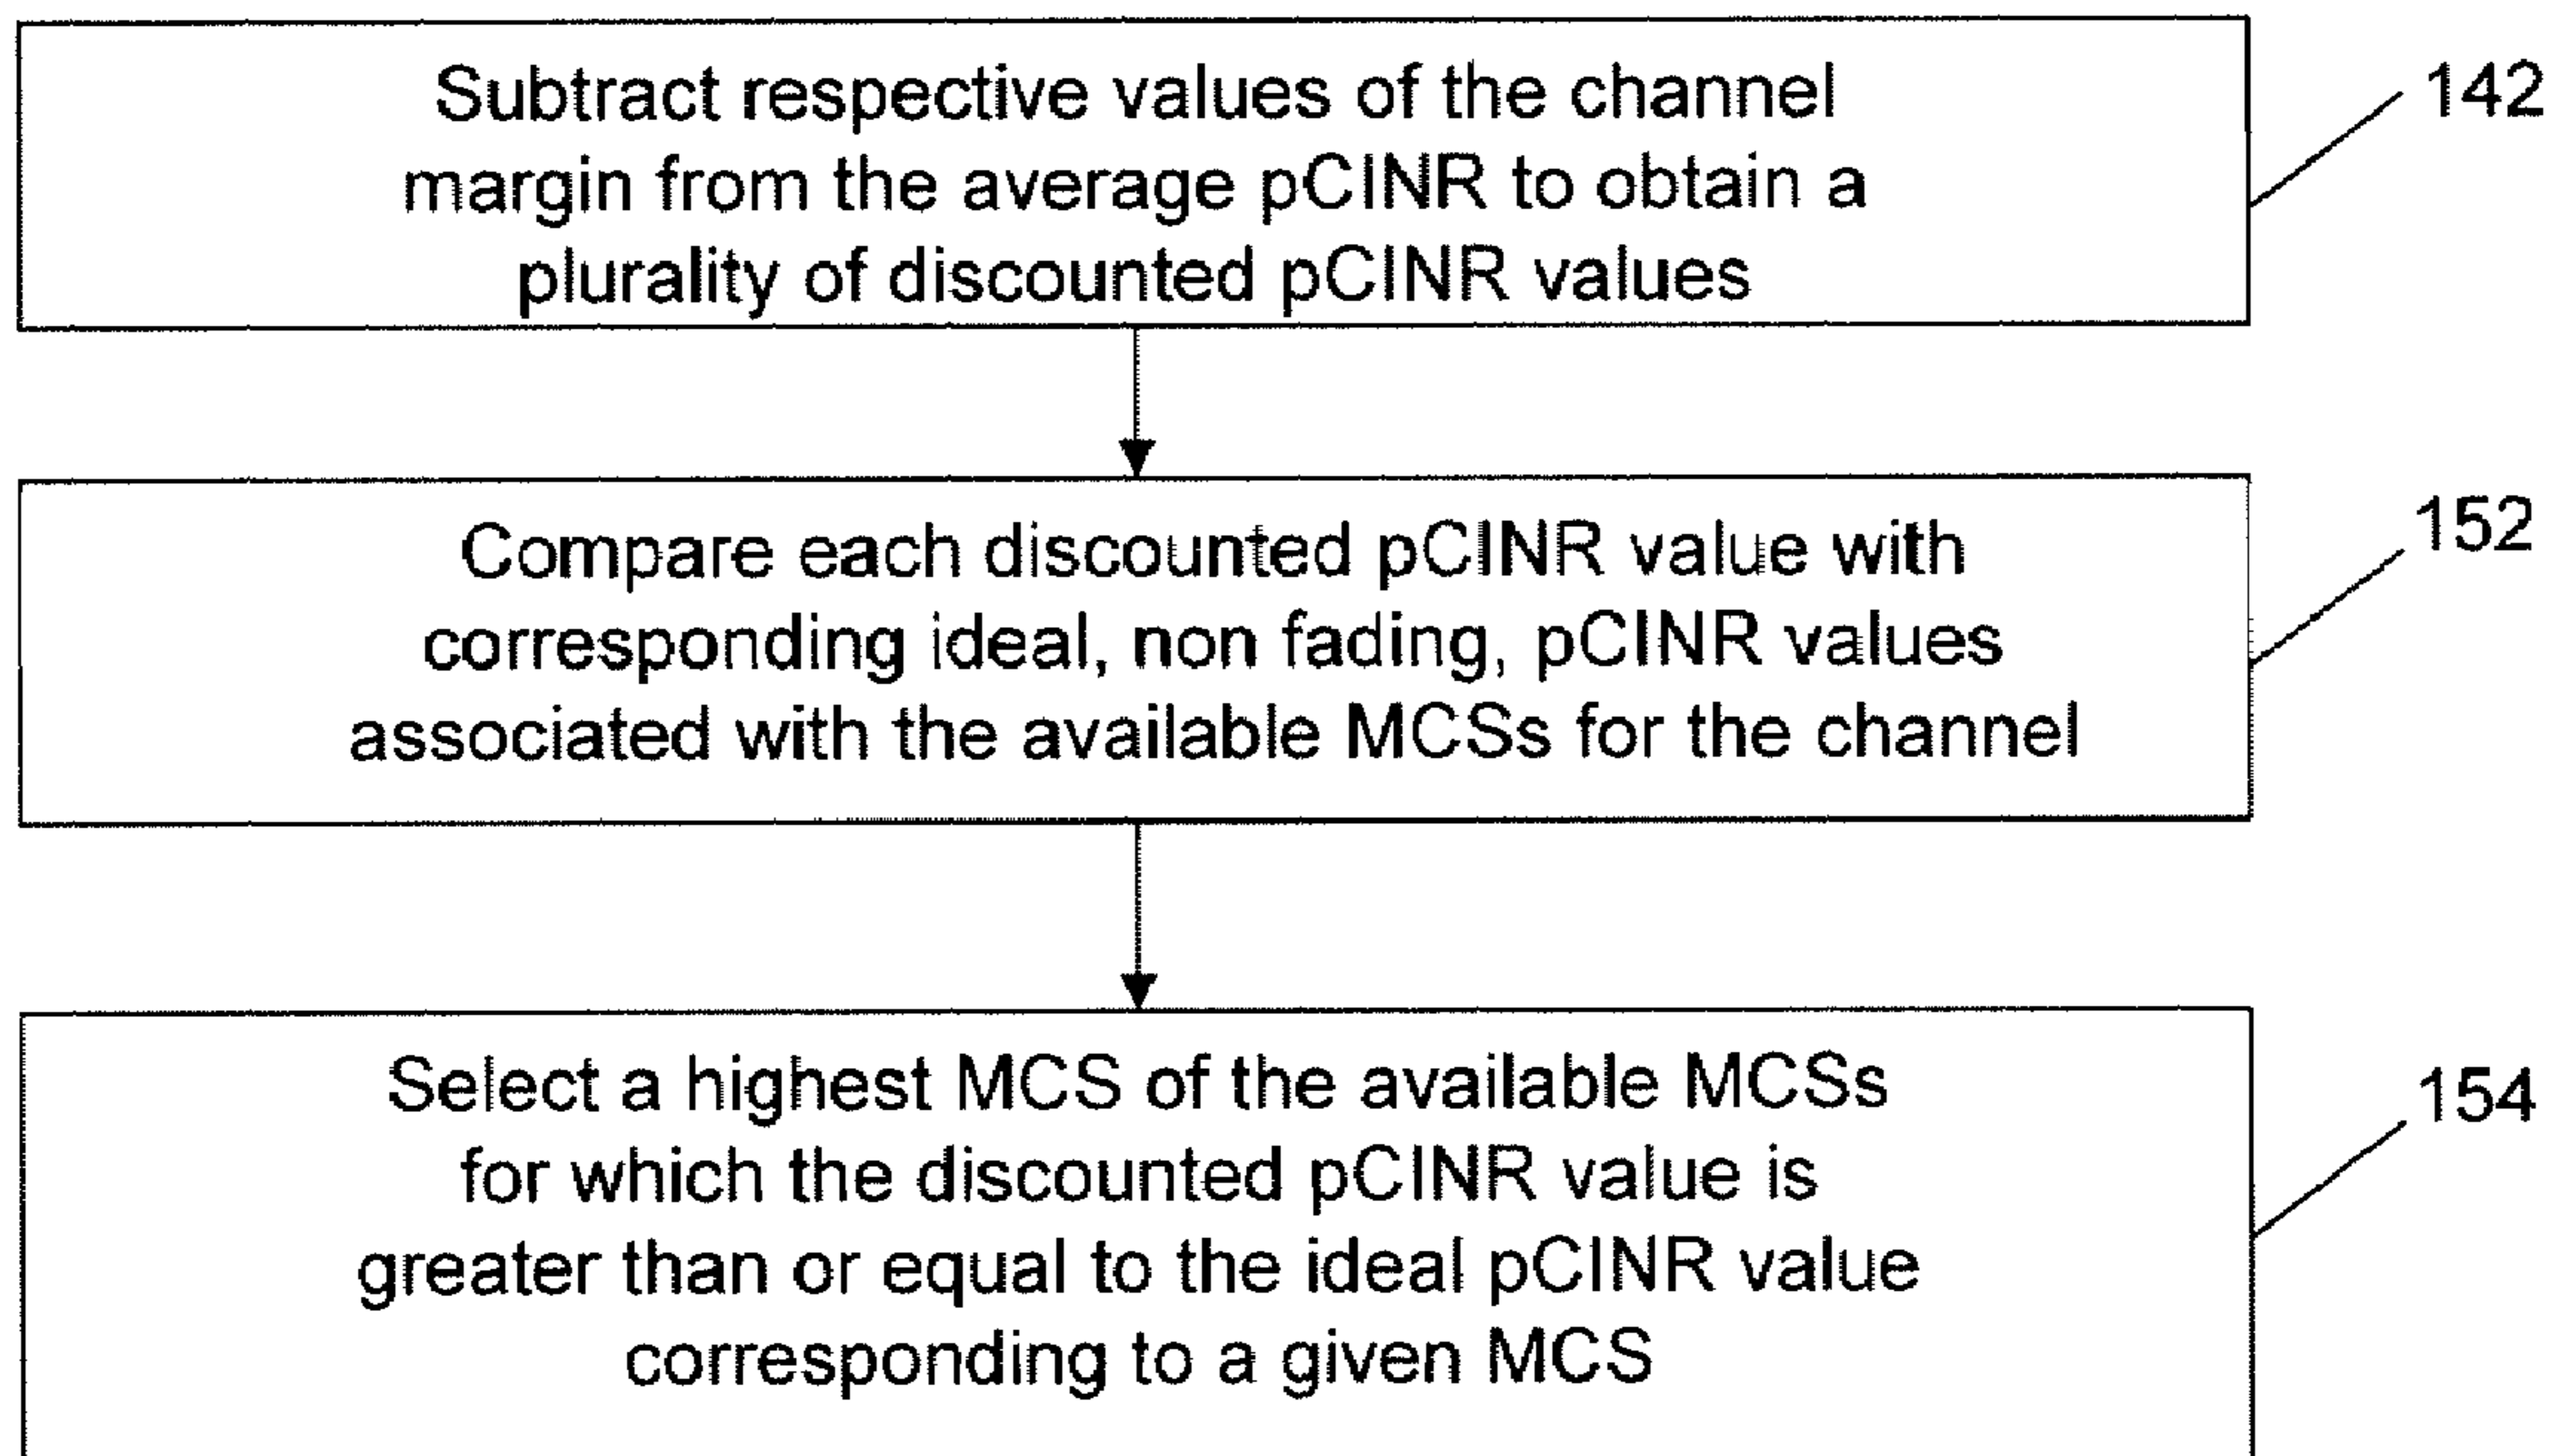 Subtract respective values of the channel
margin from the average pCINR to obtain a
plurality of discounted pCINR values
142
Compare each discounted pCINR value with
corresponding ideal, non fading, pCINR values
associated with the available MCSs for the channel
152
Select a highest MCS of the available MCSs
for which the discounted pCINR value is
greater than or equal to the ideal pCINR value
corresponding to a given MCS
154